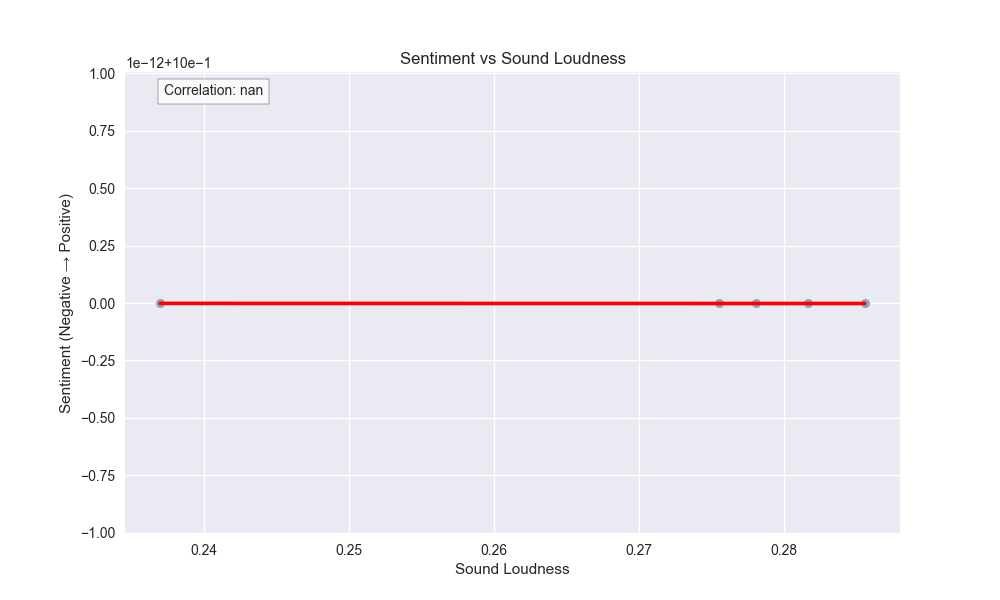 Sentiment vs Sound Loudness
1e−12+10e−1
Correlation: nan
1.00
0.75
0.50
0.25
0.00
−0.25
−0.50
−0.75
−1.00
Sentiment (Negative → Positive)
0.24 0.25 0.26 0.27 0.28
Sound Loudness